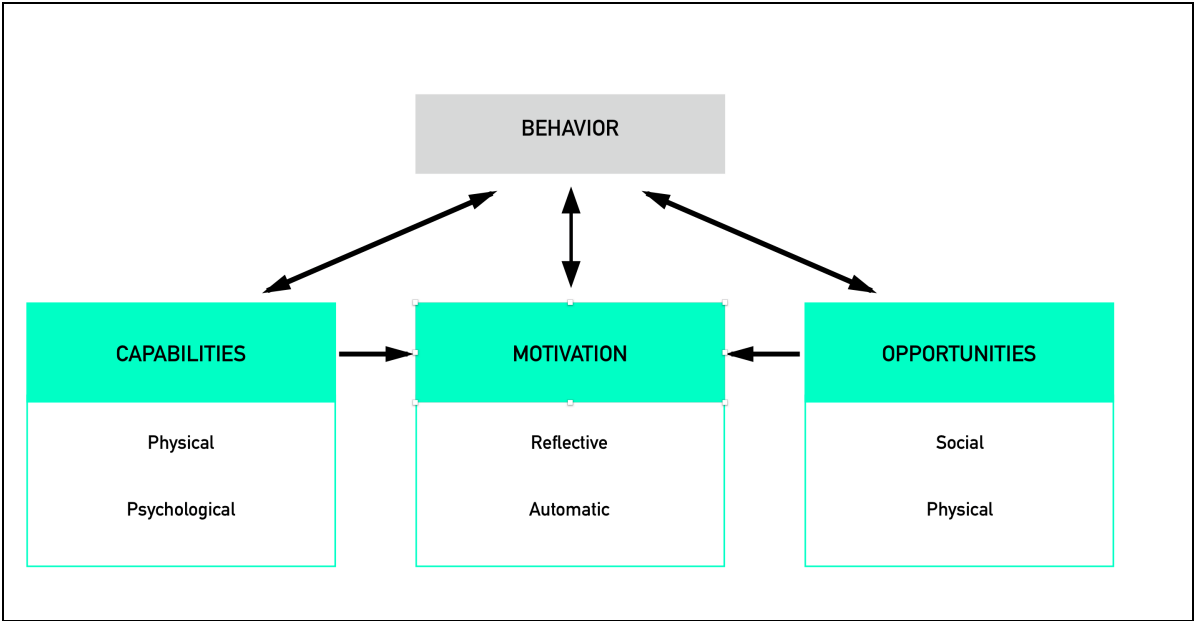 BEHAVIOR
CAPABILITIES
MOTIVATION
OPPORTUNITIES
Physical
Reflective
Social
Psychological
Automatic
Physical